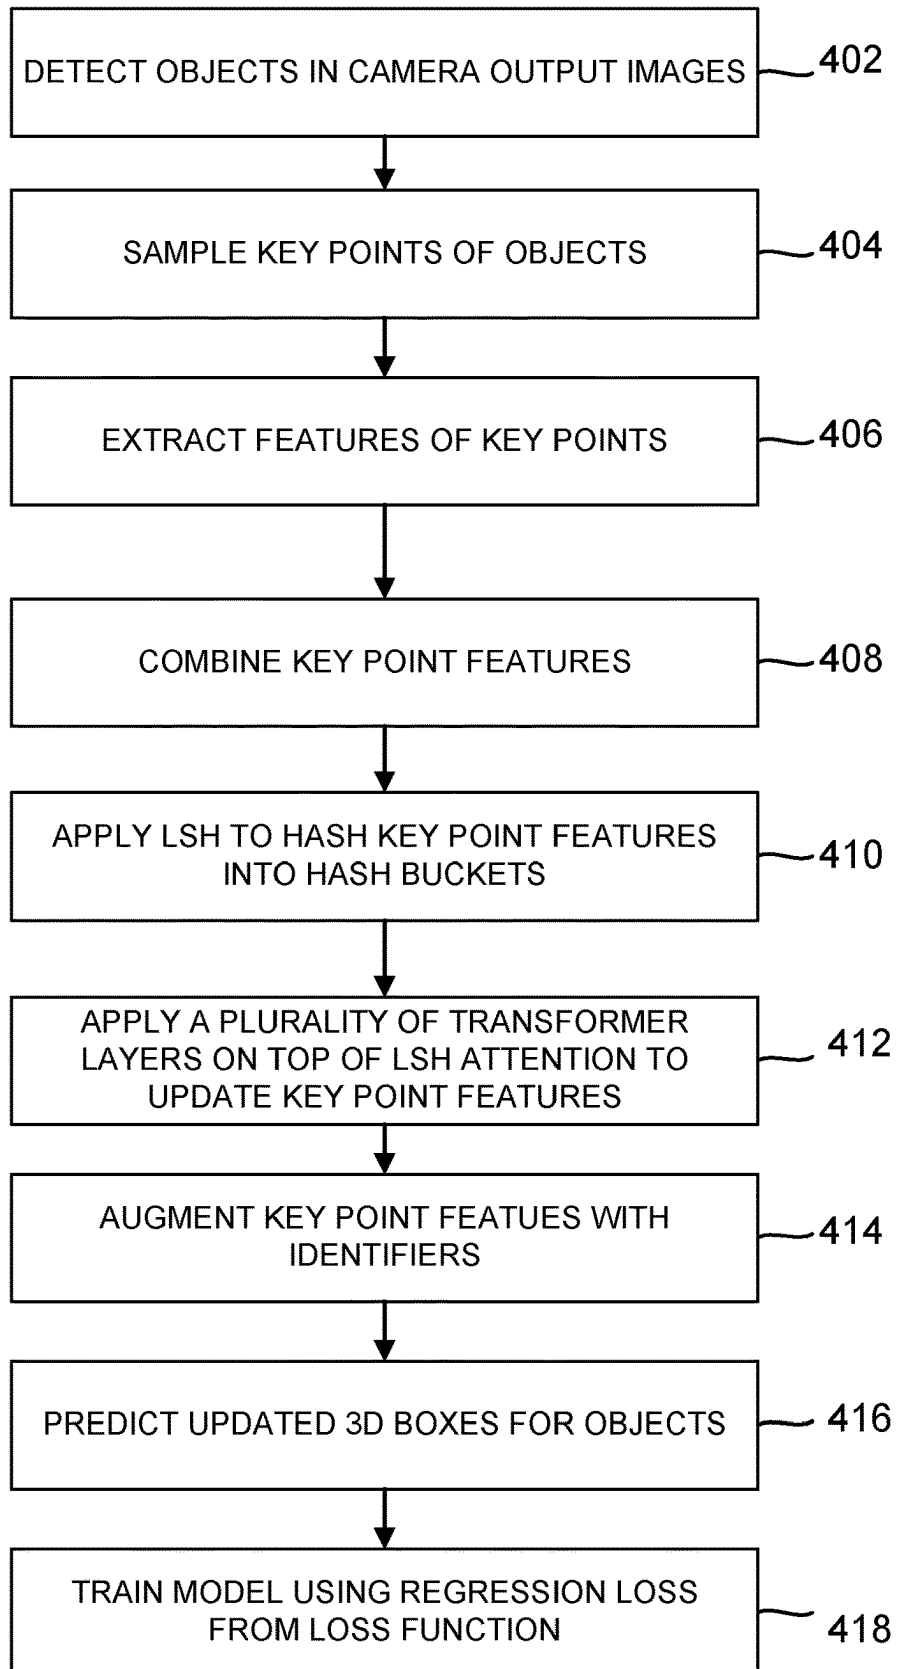 DETECT OBJECTS IN CAMERA OUTPUT IMAGES
402
SAMPLE KEY POINTS OF OBJECTS
404
EXTRACT FEATURES OF KEY POINTS
406
COMBINE KEY POINT FEATURES
408
APPLY LSH TO HASH KEY POINT FEATURES
INTO HASH BUCKETS
410
APPLY A PLURALITY OF TRANSFORMER
LAYERS ON TOP OF LSH ATTENTION TO
UPDATE KEY POINT FEATURES
412
AUGMENT KEY POINT FEATUES WITH
IDENTIFIERS
414
PREDICT UPDATED 3D BOXES FOR OBJECTS
416
TRAIN MODEL USING REGRESSION LOSS
FROM LOSS FUNCTION
418